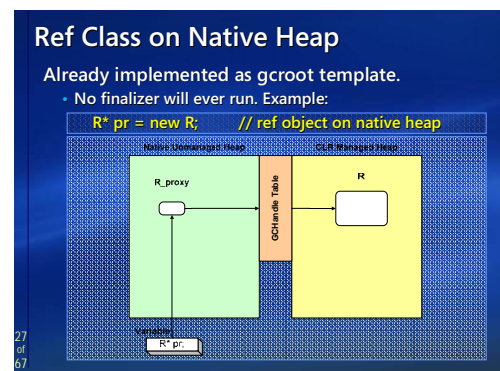 Ref Class on Native Heap
Already implemented as gcroot template.
• No finalizer will ever run. Example:
R* pr = new R; // ref object on native heap
Native Unmanaged Heap
CLR Managed Heap
R_proxy
GCHandle Table
R
Variable
R* pr;
27
of
67